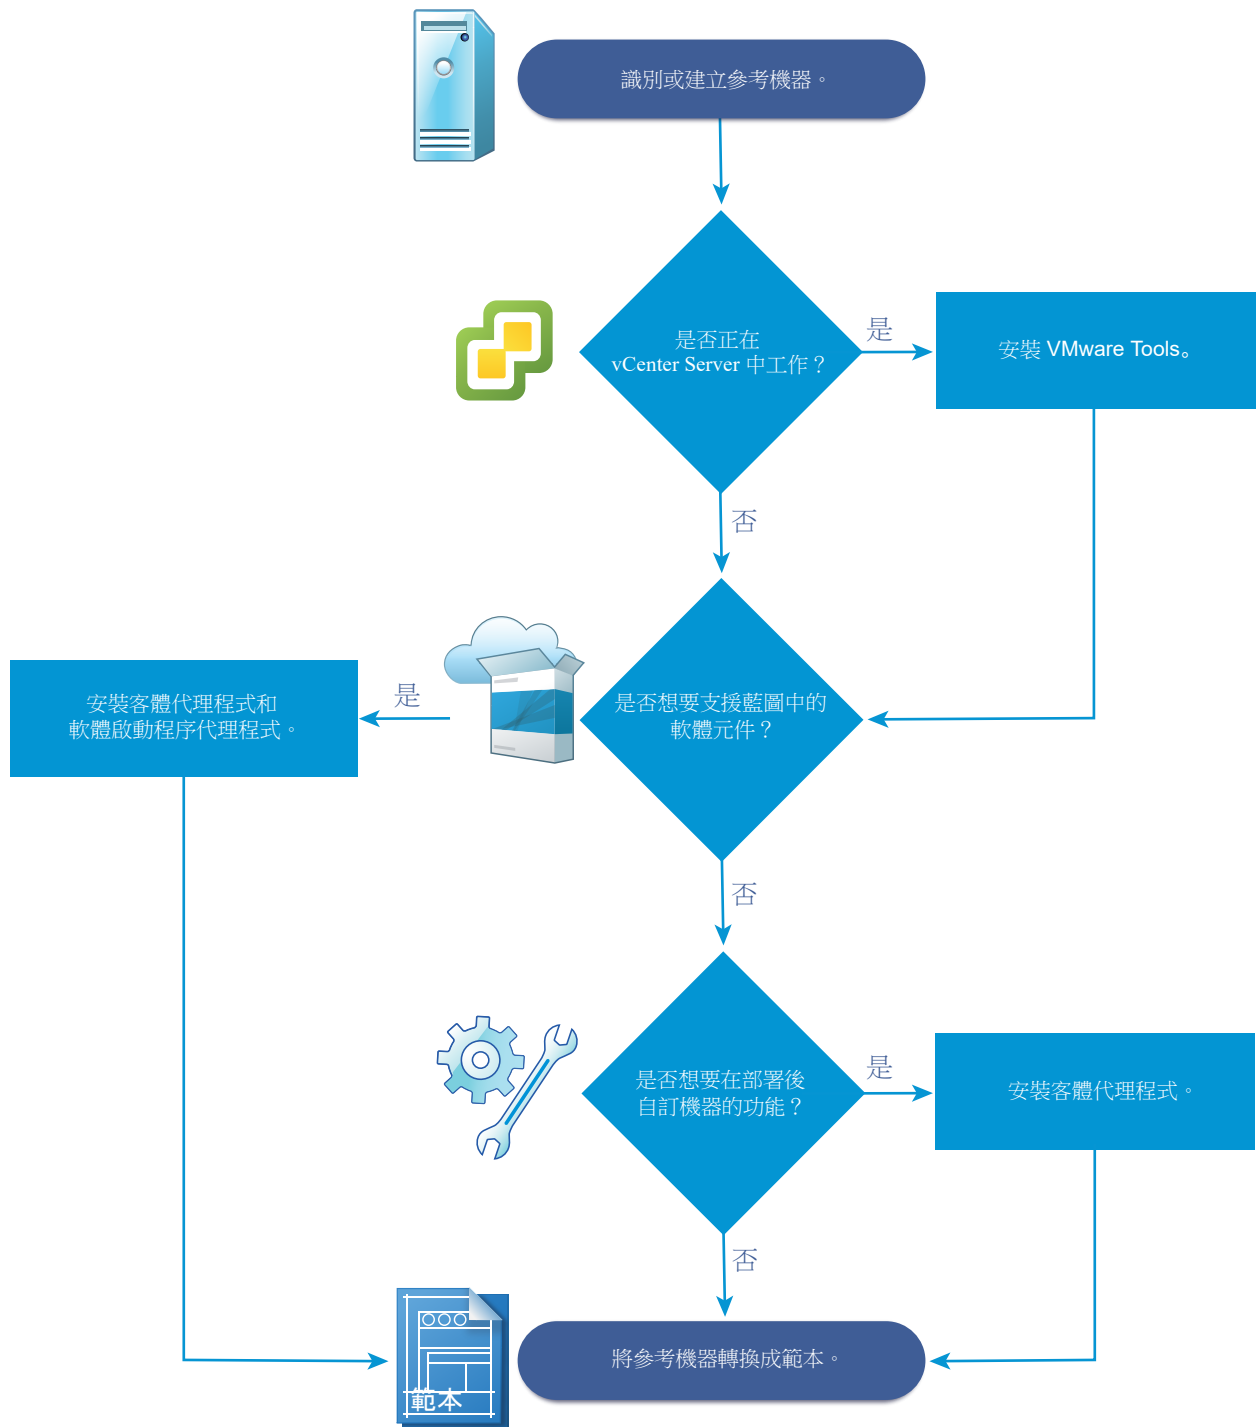 識別或建立參考機器。
是否正在
vCenter Server 中工作？
是
安裝 VMware Tools。
否
是否想要支援藍圖中的
軟體元件？
是
安裝客體代理程式和
軟體啟動程序代理程式。
否
是否想要在部署後
自訂機器的功能？
是
安裝客體代理程式。
否
範本
將參考機器轉換成範本。